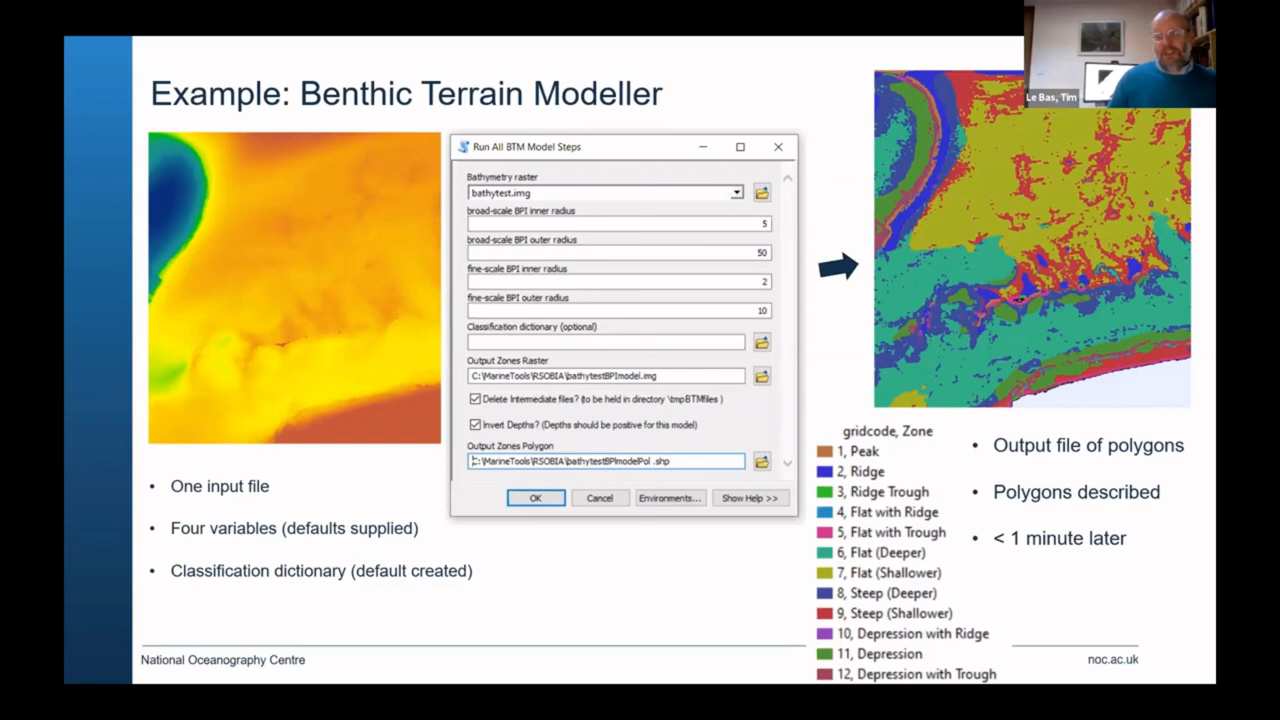 Example: Benthic Terrain Modeller
Le Bas, Tim
Run All BTM Model Steps
Bathymetry raster
bathytest.img
broad-scale BPI inner radius
5
broad-scale BPI outer radius
50
fine-scale BPI inner radius
2
fine-scale BPI outer radius
10
Classification dictionary (optional)
Output Zones Raster
C:\MarineTools\RSOBIA\bathytestBPImodel.img
Delete Intermediate files? (to be held in directory \tmpBTMfiles )
Invert Depths? (Depths should be positive for this model)
Output Zones Polygon
C:\MarineTools\RSOBIA\bathytestBPImodelPol .shp
OK
Cancel
Environments...
Show Help >>
• One input file
• Four variables (defaults supplied)
• Classification dictionary (default created)
gridcode, Zone
1, Peak
2, Ridge
3, Ridge Trough
4, Flat with Ridge
5, Flat with Trough
6, Flat (Deeper)
7, Flat (Shallower)
8, Steep (Deeper)
9, Steep (Shallower)
10, Depression with Ridge
11, Depression
12, Depression with Trough
• Output file of polygons
• Polygons described
• < 1 minute later
National Oceanography Centre
noc.ac.uk